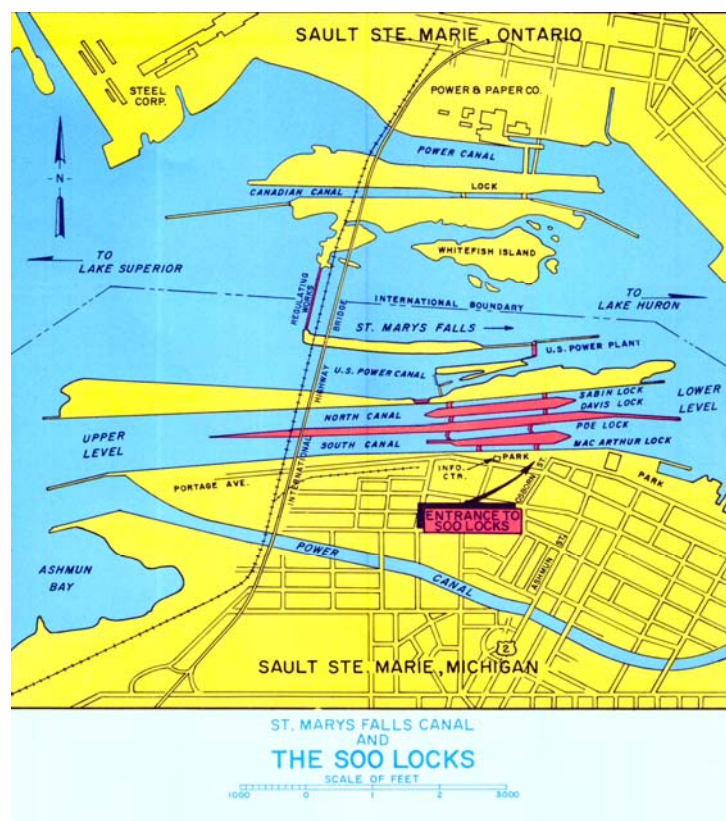 SAULT STE. MARIE, ONTARIO
STEEL
CORP.
POWER & PAPER CO.
POWER CANAL
N
CANADIAN CANAL
LOCK
WHITEFISH ISLAND
TO
LAKE SUPERIOR
REGULATING
WORKS
INTERNATIONAL BOUNDARY
TO
LAKE HURON
ST. MARYS FALLS
BRIDGE
U.S. POWER PLANT
U.S. POWER CANAL
HIGHWAY
SABIN LOCK
LOWER
LEVEL
DAVIS LOCK
NORTH CANAL
POE LOCK
UPPER
LEVEL
SOUTH CANAL
MAC ARTHUR LOCK
INTERNATIONAL
PARK
INFO.
CTR.
PARK
PORTAGE AVE.
OSBORN ST.
ENTRANCE TO
SOO LOCKS
POWER
CANAL
ASHMUN ST.
ASHMUN
BAY
2
SAULT STE. MARIE, MICHIGAN
ST. MARYS FALLS CANAL
AND
THE SOO LOCKS
SCALE OF FEET
1000 0 1 2 3000